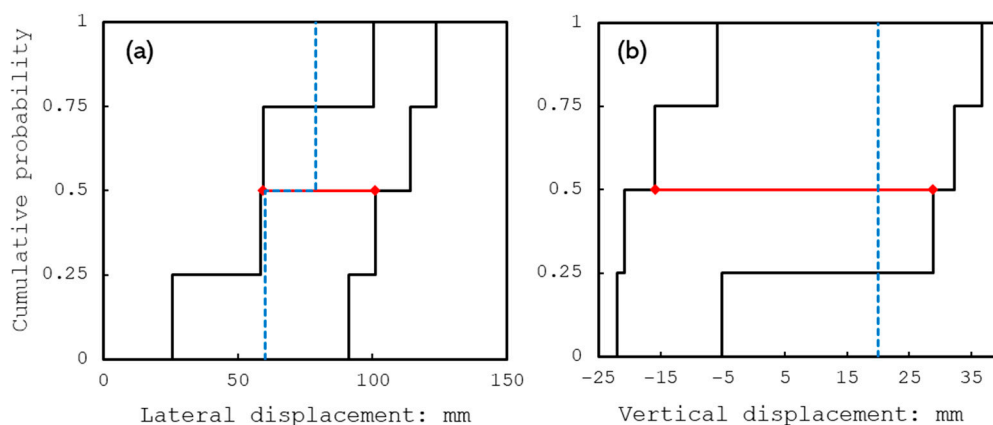 (a)
Cumulative probability
1
0.75
0.5
0.25
0
0 50 100 150
Lateral displacement: mm
(b)
1
0.75
0.5
0.25
0
-25 -15 -5 5 15 25 35
Vertical displacement: mm